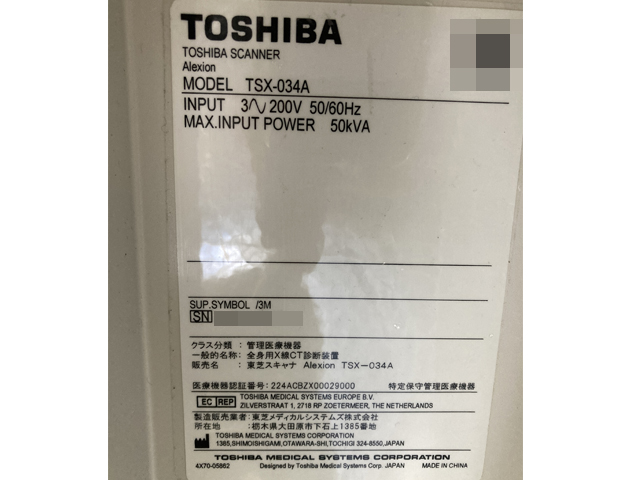 TOSHIBA
TOSHIBA SCANNER
Alexion
MODEL TSX-034A
INPUT 3∿ 200V 50/60Hz
MAX.INPUT POWER 50kVA
SUP.SYMBOL /3M
SN
クラス分類 : 管理医療機器
一般的名称: 全身用X線CT診断装置
販売名 : 東芝スキャナ Alexion TSX-034A
医療機器認証番号: 224ACBZX00029000 特定保守管理医療機器
EC REP TOSHIBA MEDICAL SYSTEMS EUROPE B.V.
ZILVERSTRAAT 1, 2718 RP ZOETERMEER, THE NETHERLANDS
製造販売業者: 東芝メディカルシステムズ株式会社
所在地 : 栃木県大田原市下石上1385番地
TOSHIBA MEDICAL SYSTEMS CORPORATION
1385,SHIMOISHIGAMI,OTAWARA-SHI,TOCHIGI 324-8550,JAPAN
TOSHIBA MEDICAL SYSTEMS CORPORATION
4X70-05862 Designed by Toshiba Medical Systems Corp. JAPAN MADE IN CHINA